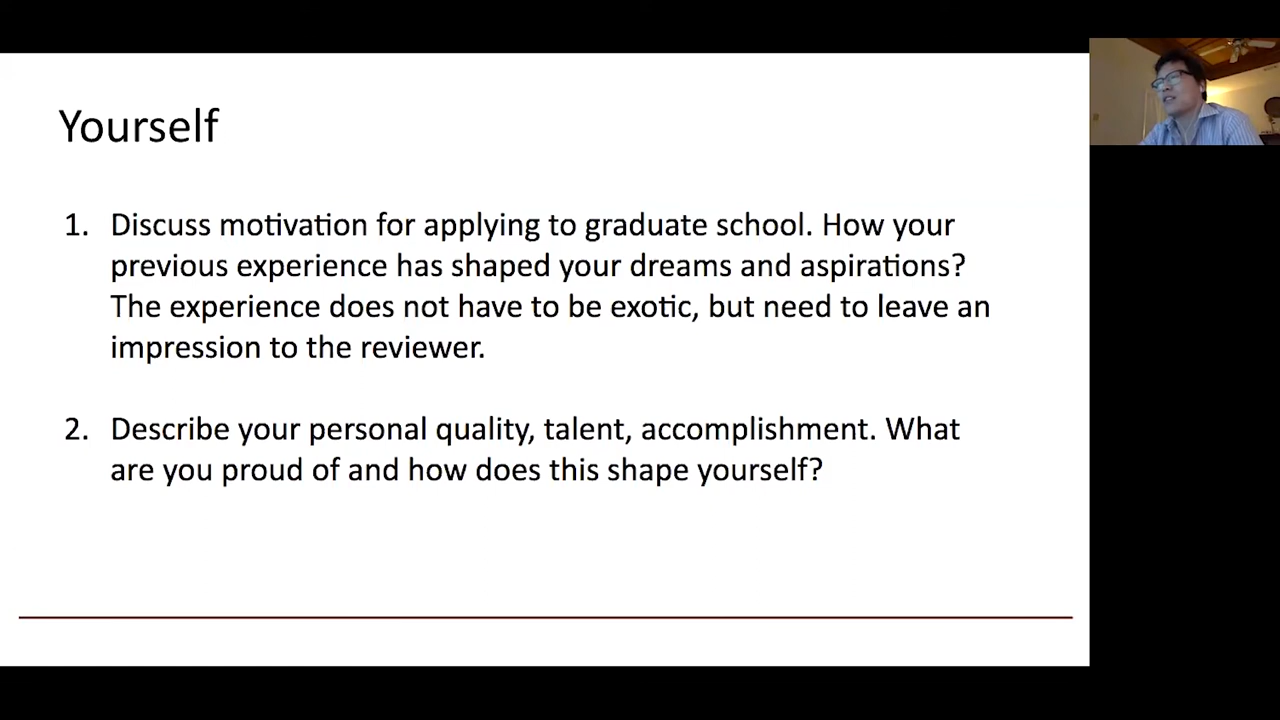 Yourself
1. Discuss motivation for applying to graduate school. How your
previous experience has shaped your dreams and aspirations?
The experience does not have to be exotic, but need to leave an
impression to the reviewer.
2. Describe your personal quality, talent, accomplishment. What
are you proud of and how does this shape yourself?